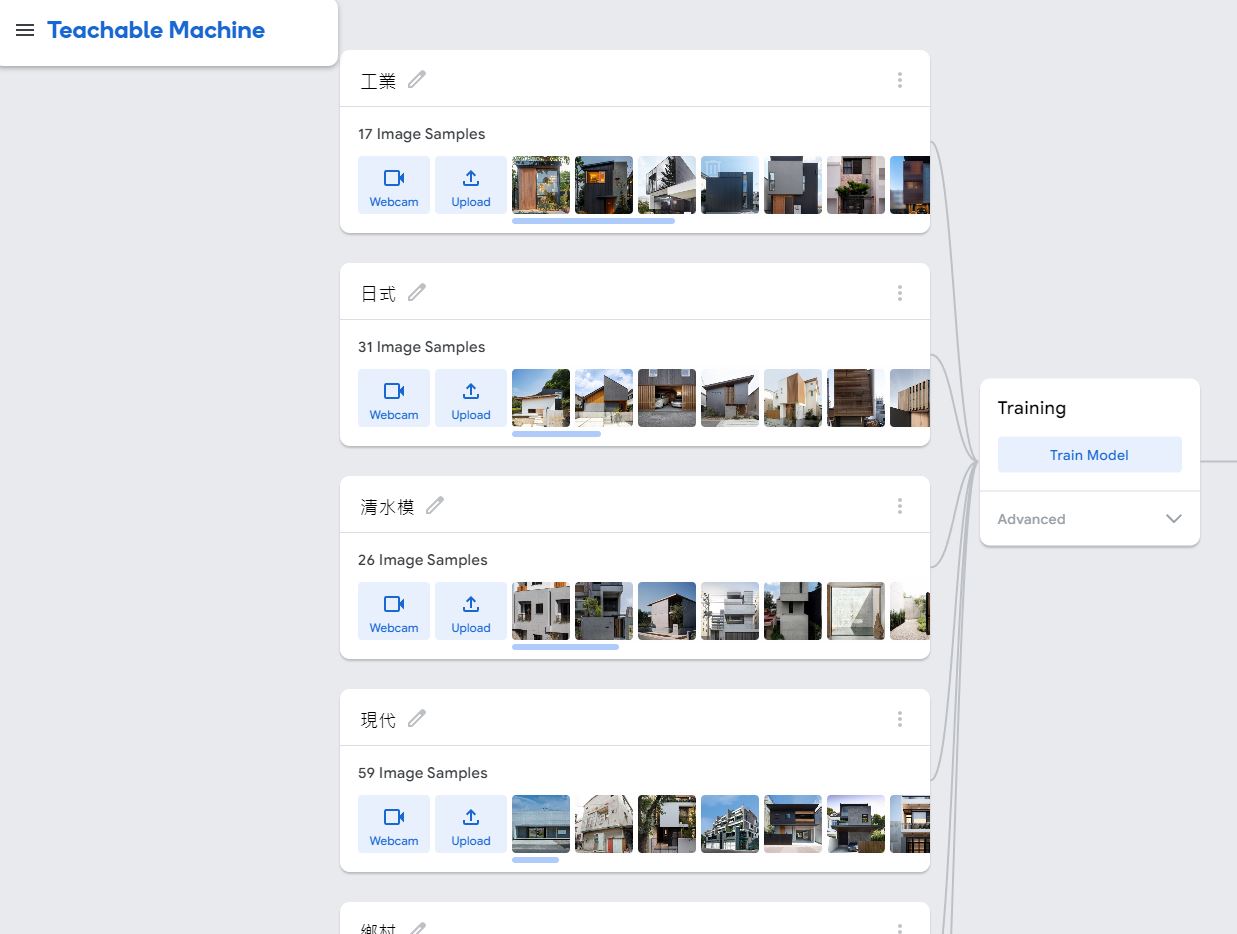 Teachable Machine
工業
17 Image Samples
Webcam
Upload
日式
31 Image Samples
Webcam
Upload
清水模
26 Image Samples
Webcam
Upload
現代
59 Image Samples
Webcam
Upload
鄉村
Training
Train Model
Advanced